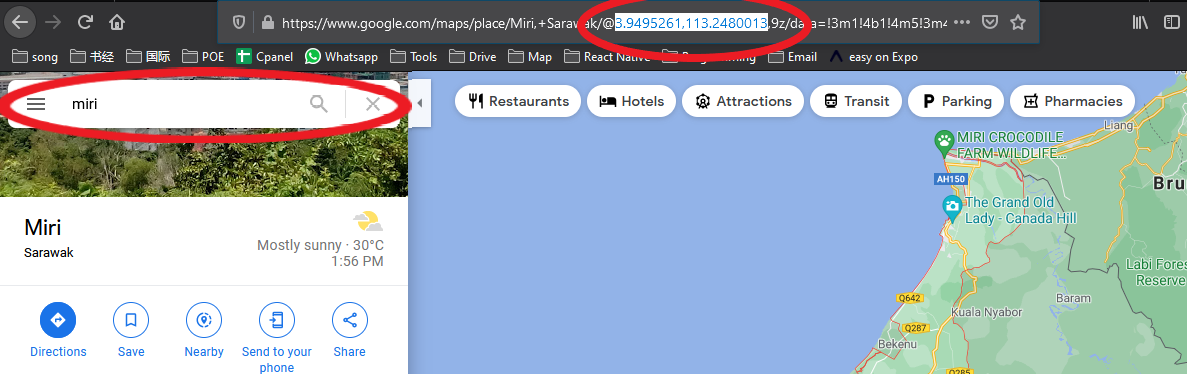 https://www.google.com/maps/place/Miri,+Sarawak/@3.9495261,113.2480013,9z/data=!3m1!4b1!4m5!3m4
song 书经 国际 POE Cpanel Whatsapp Tools Drive Map React Native Programming Email easy on Expo
miri
Restaurants Hotels Attractions Transit Parking Pharmacies
Miri
Sarawak
Mostly sunny · 30°C
1:56 PM
Directions Save Nearby Send to your phone Share
Liang
MIRI CROCODILE
FARM WILDLIFE...
AH150
Bru
The Grand Old
Lady - Canada Hill
Labi Fores
Reserve
Q642
Baram
Kuala Nyabor
Q287
Bekenu
Q285